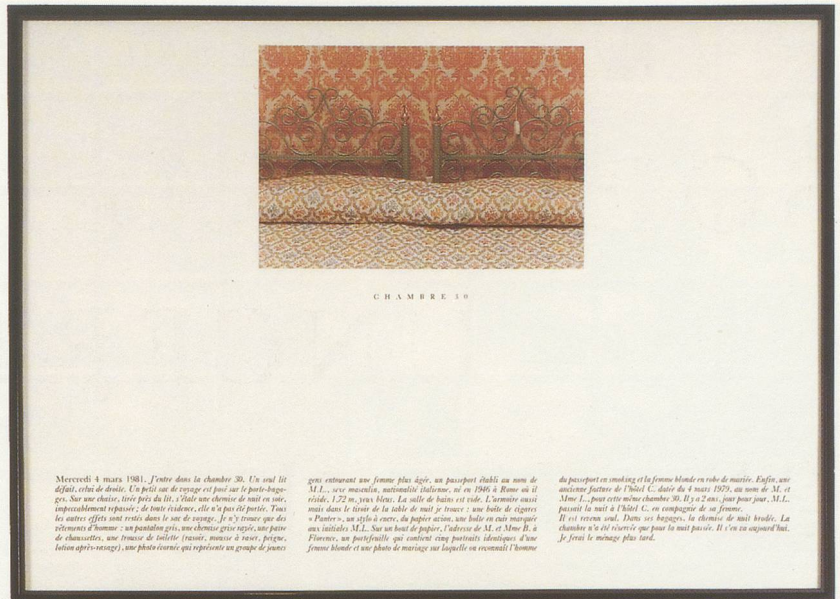 CHAMBRE 30
Mercredi 4 mars 1981. J'entre dans la chambre 30. Un seul lit
défait, celui de droite. Un petit sac de voyage est posé sur le porte-baga-
ges. Sur une chaise, tirée près du lit, s'étale une chemise de nuit en soie,
impeccablement repassée ; de toute évidence, elle n'a pas été portée. Tous
les autres effets sont restés dans le sac de voyage. Je n'y trouve que des
vêtements d'homme : un pantalon gris, une chemise grise rayée, une paire
de chaussettes, une trousse de toilette (rasoir, mousse à raser, peigne,
lotion après-rasage), une photo écornée qui représente un groupe de jeunes
gens entourant une femme plus âgée, un passeport établi au nom de
M.L., sexe masculin, nationalité italienne, né en 1946 à Rome où il
réside, 1,72 m, yeux bleus. La salle de bains est vide. L'armoire aussi
mais dans le tiroir de la table de nuit je trouve : une boîte de cigares
« Panter », un stylo à encre, du papier avion, une boîte en cuir marquée
aux initiales M.L. Sur un bout de papier, l'adresse de M. et Mme B. à
Florence, un portefeuille qui contient cinq portraits identiques d'une
femme blonde et une photo de mariage sur laquelle on reconnaît l'homme
du passeport en smoking et la femme blonde en robe de mariée. Enfin, une
ancienne facture de l'hôtel C. datée du 4 mars 1979, au nom de M. et
Mme L., pour cette même chambre 30. Il y a 2 ans, jour pour jour, M.L.
passait la nuit à l'hôtel C. en compagnie de sa femme.
Il est revenu seul. Dans ses bagages, la chemise de nuit brodée. La
chambre n'a été réservée que pour la nuit passée. Il s'en va aujourd'hui.
Je ferai le ménage plus tard.